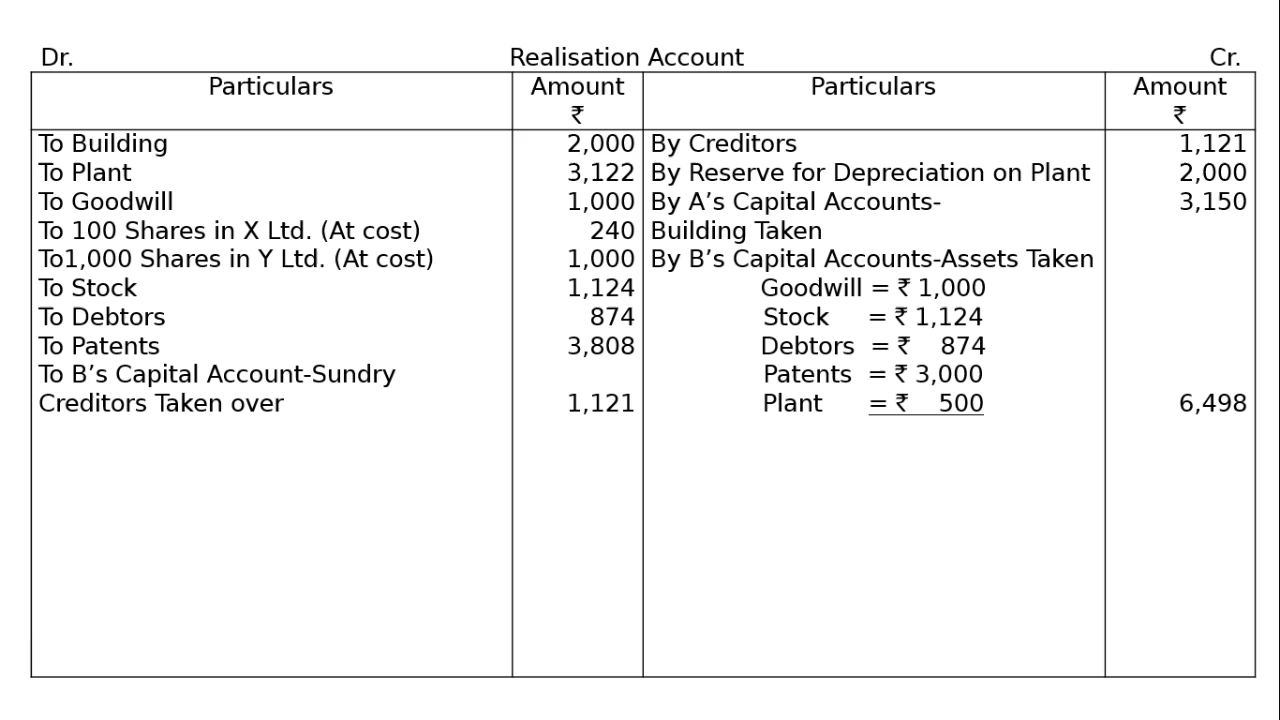 Dr. Realisation Account Cr.
Particulars Amount Particulars Amount
₹ ₹
To Building 2,000 By Creditors 1,121
To Plant 3,122 By Reserve for Depreciation on Plant 2,000
To Goodwill 1,000 By A’s Capital Accounts- 3,150
To 100 Shares in X Ltd. (At cost) 240 Building Taken
To1,000 Shares in Y Ltd. (At cost) 1,000 By B’s Capital Accounts-Assets Taken
To Stock 1,124 Goodwill = ₹ 1,000
To Debtors 874 Stock = ₹ 1,124
To Patents 3,808 Debtors = ₹ 874
To B’s Capital Account-Sundry Patents = ₹ 3,000
Creditors Taken over 1,121 Plant = ₹ 500 6,498